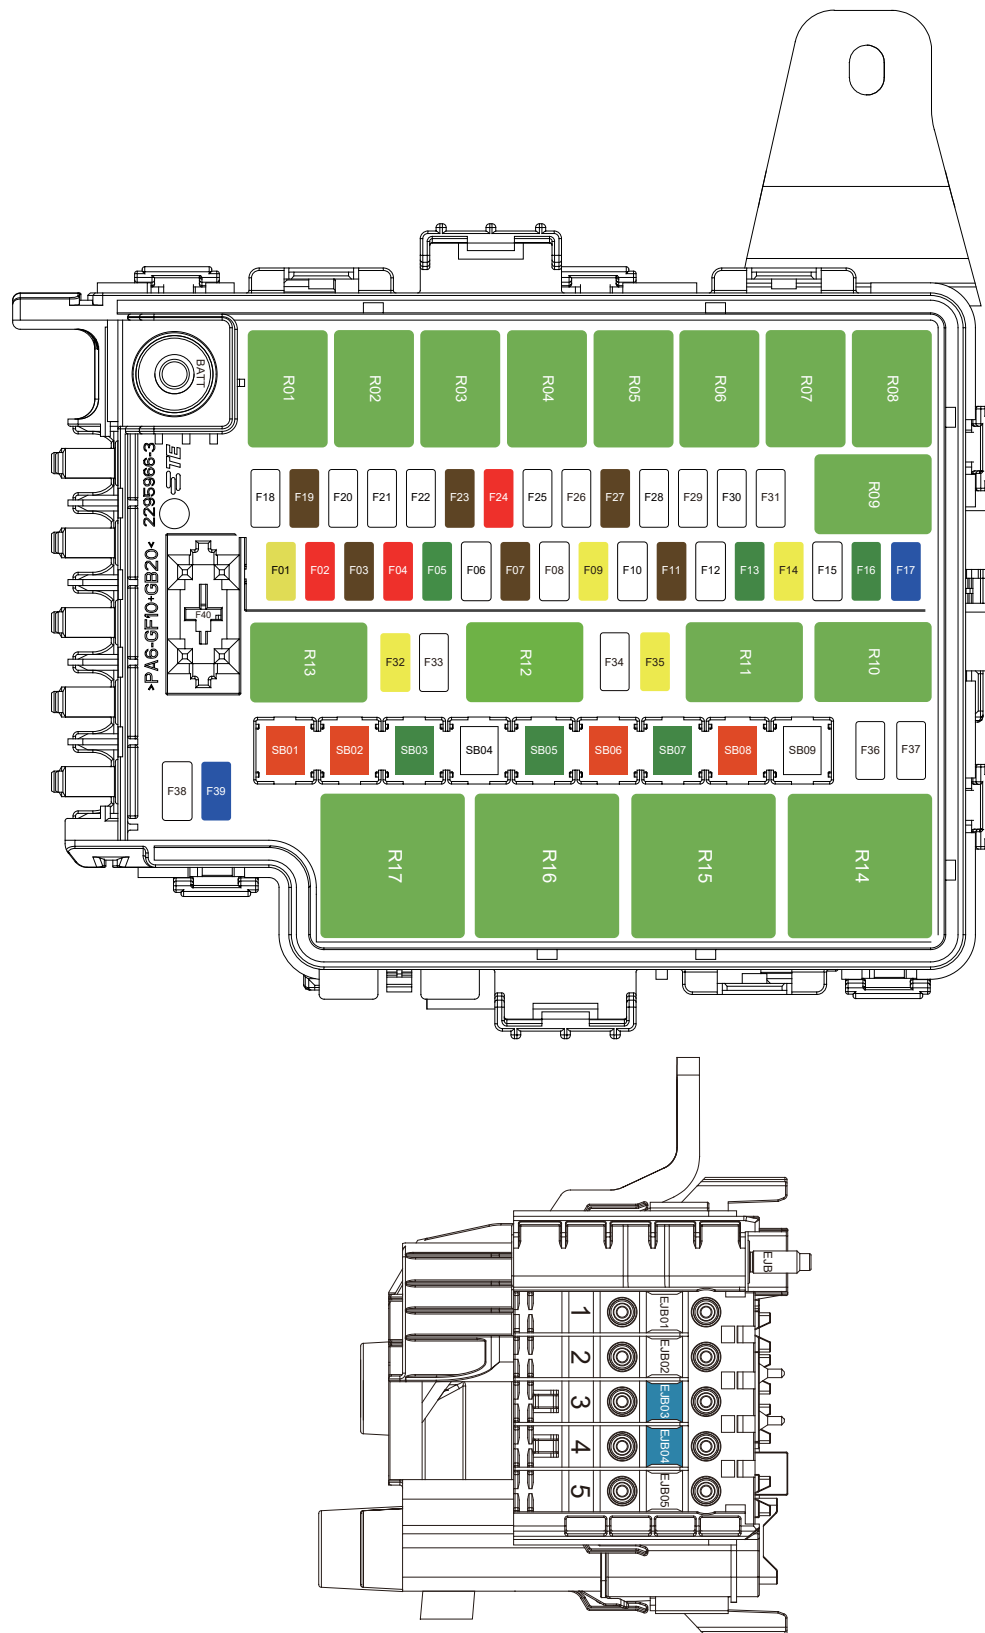 BATT
R01 R02 R03 R04 R05 R06 R07 R08
2295966-3
TE
F18 F19 F20 F21 F22 F23 F24 F25 F26 F27 F28 F29 F30 F31
R09
>PA6-GF10+GB20<
F01 F02 F03 F04 F05 F06 F07 F08 F09 F10 F11 F12 F13 F14 F15 F16 F17
F40
R13 F32 F33 R12 F34 F35 R11 R10
SB01 SB02 SB03 SB04 SB05 SB06 SB07 SB08 SB09 F36 F37
F38 F39
R17 R16 R15 R14
EJB
1 EJB01
2 EJB02
3 EJB03
4 EJB04
5 EJB05